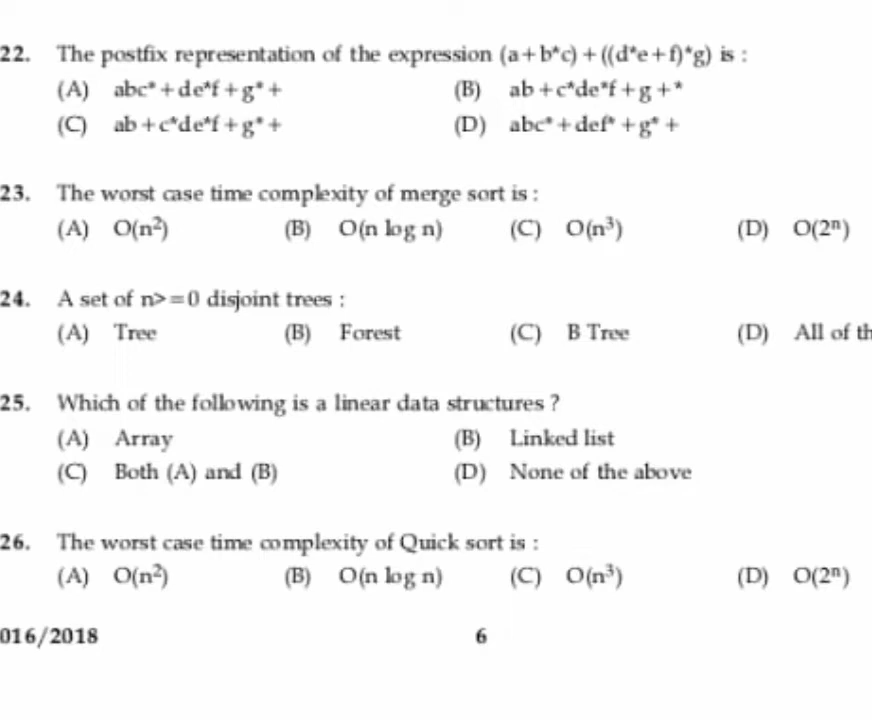 22. The postfix representation of the expression (a+b*c)+((d*e+f)*g) is :
(A) abc*+de*f+g*+ (B) ab+c*de*f+g+*
(C) ab+c*de*f+g*+ (D) abc*+def*+g*+
23. The worst case time complexity of merge sort is :
(A) O(n²) (B) O(n log n) (C) O(n³) (D) O(2ⁿ)
24. A set of n>=0 disjoint trees :
(A) Tree (B) Forest (C) B Tree (D) All of th
25. Which of the following is a linear data structures ?
(A) Array (B) Linked list
(C) Both (A) and (B) (D) None of the above
26. The worst case time complexity of Quick sort is :
(A) O(n²) (B) O(n log n) (C) O(n³) (D) O(2ⁿ)
016/2018 6